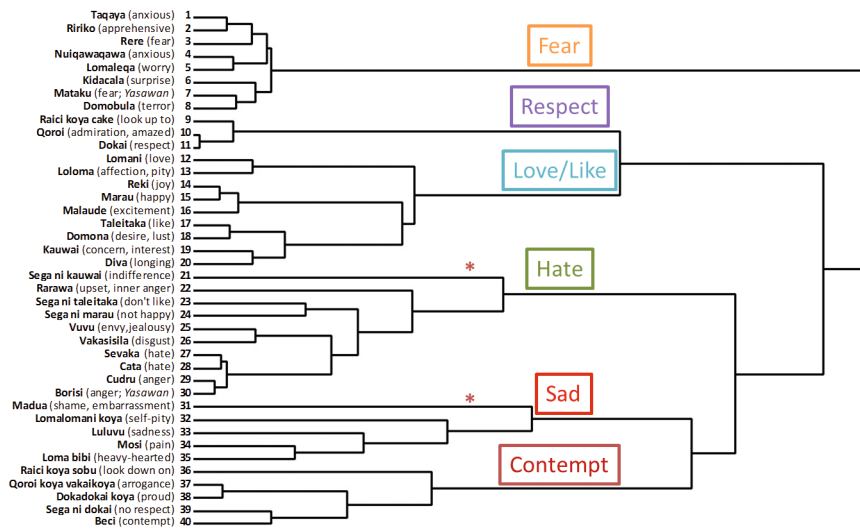 Taqaya (anxious) 1
Ririko (apprehensive) 2
Rere (fear) 3
Nuiqawaqawa (anxious) 4
Lomaleqa (worry) 5
Kidacala (surprise) 6
Mataku (fear; Yasawan) 7
Domobula (terror) 8
Raici koya cake (look up to) 9
Qoroi (admiration, amazed) 10
Dokai (respect) 11
Lomani (love) 12
Loloma (affection, pity) 13
Reki (joy) 14
Marau (happy) 15
Malaude (excitement) 16
Taleitaka (like) 17
Domona (desire, lust) 18
Kauwai (concern, interest) 19
Diva (longing) 20
Sega ni kauwai (indifference) 21
Rarawa (upset, inner anger) 22
Sega ni taleitaka (don't like) 23
Sega ni marau (not happy) 24
Vuvu (envy,jealousy) 25
Vakasisila (disgust) 26
Sevaka (hate) 27
Cata (hate) 28
Cudru (anger) 29
Borisi (anger; Yasawan) 30
Madua (shame, embarrassment) 31
Lomalomani koya (self-pity) 32
Luluvu (sadness) 33
Mosi (pain) 34
Loma bibi (heavy-hearted) 35
Raici koya sobu (look down on) 36
Qoroi koya vakaikoya (arrogance) 37
Dokadokai koya (proud) 38
Sega ni dokai (no respect) 39
Beci (contempt) 40
Fear
Respect
Love/Like
*
Hate
*
Sad
Contempt